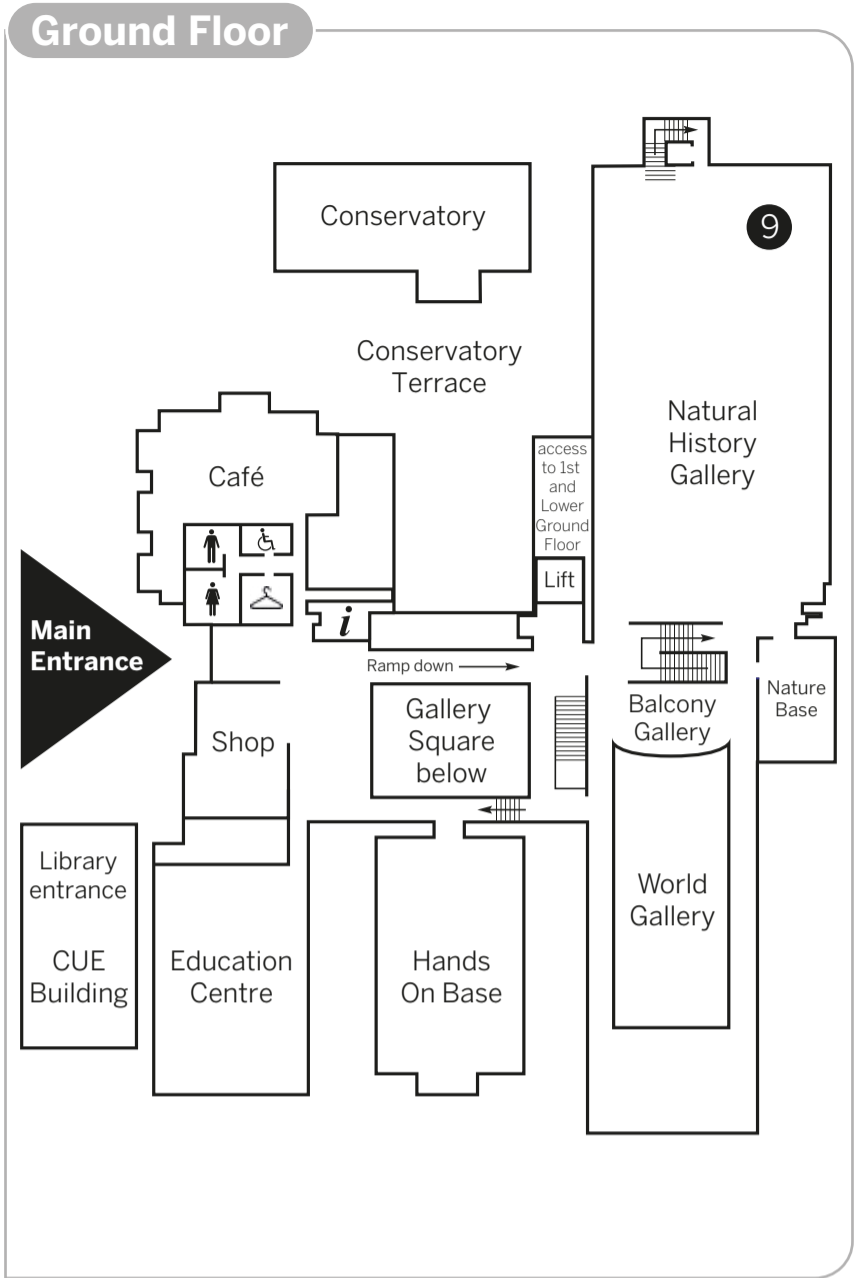 Ground Floor
9
Conservatory
Conservatory
Terrace
Natural
History
Gallery
access
to 1st
and
Lower
Ground
Floor
Café
Lift
i
Main
Entrance
Ramp down
Nature
Base
Balcony
Gallery
Gallery
Square
below
Shop
Library
entrance
CUE
Building
World
Gallery
Education
Centre
Hands
On Base